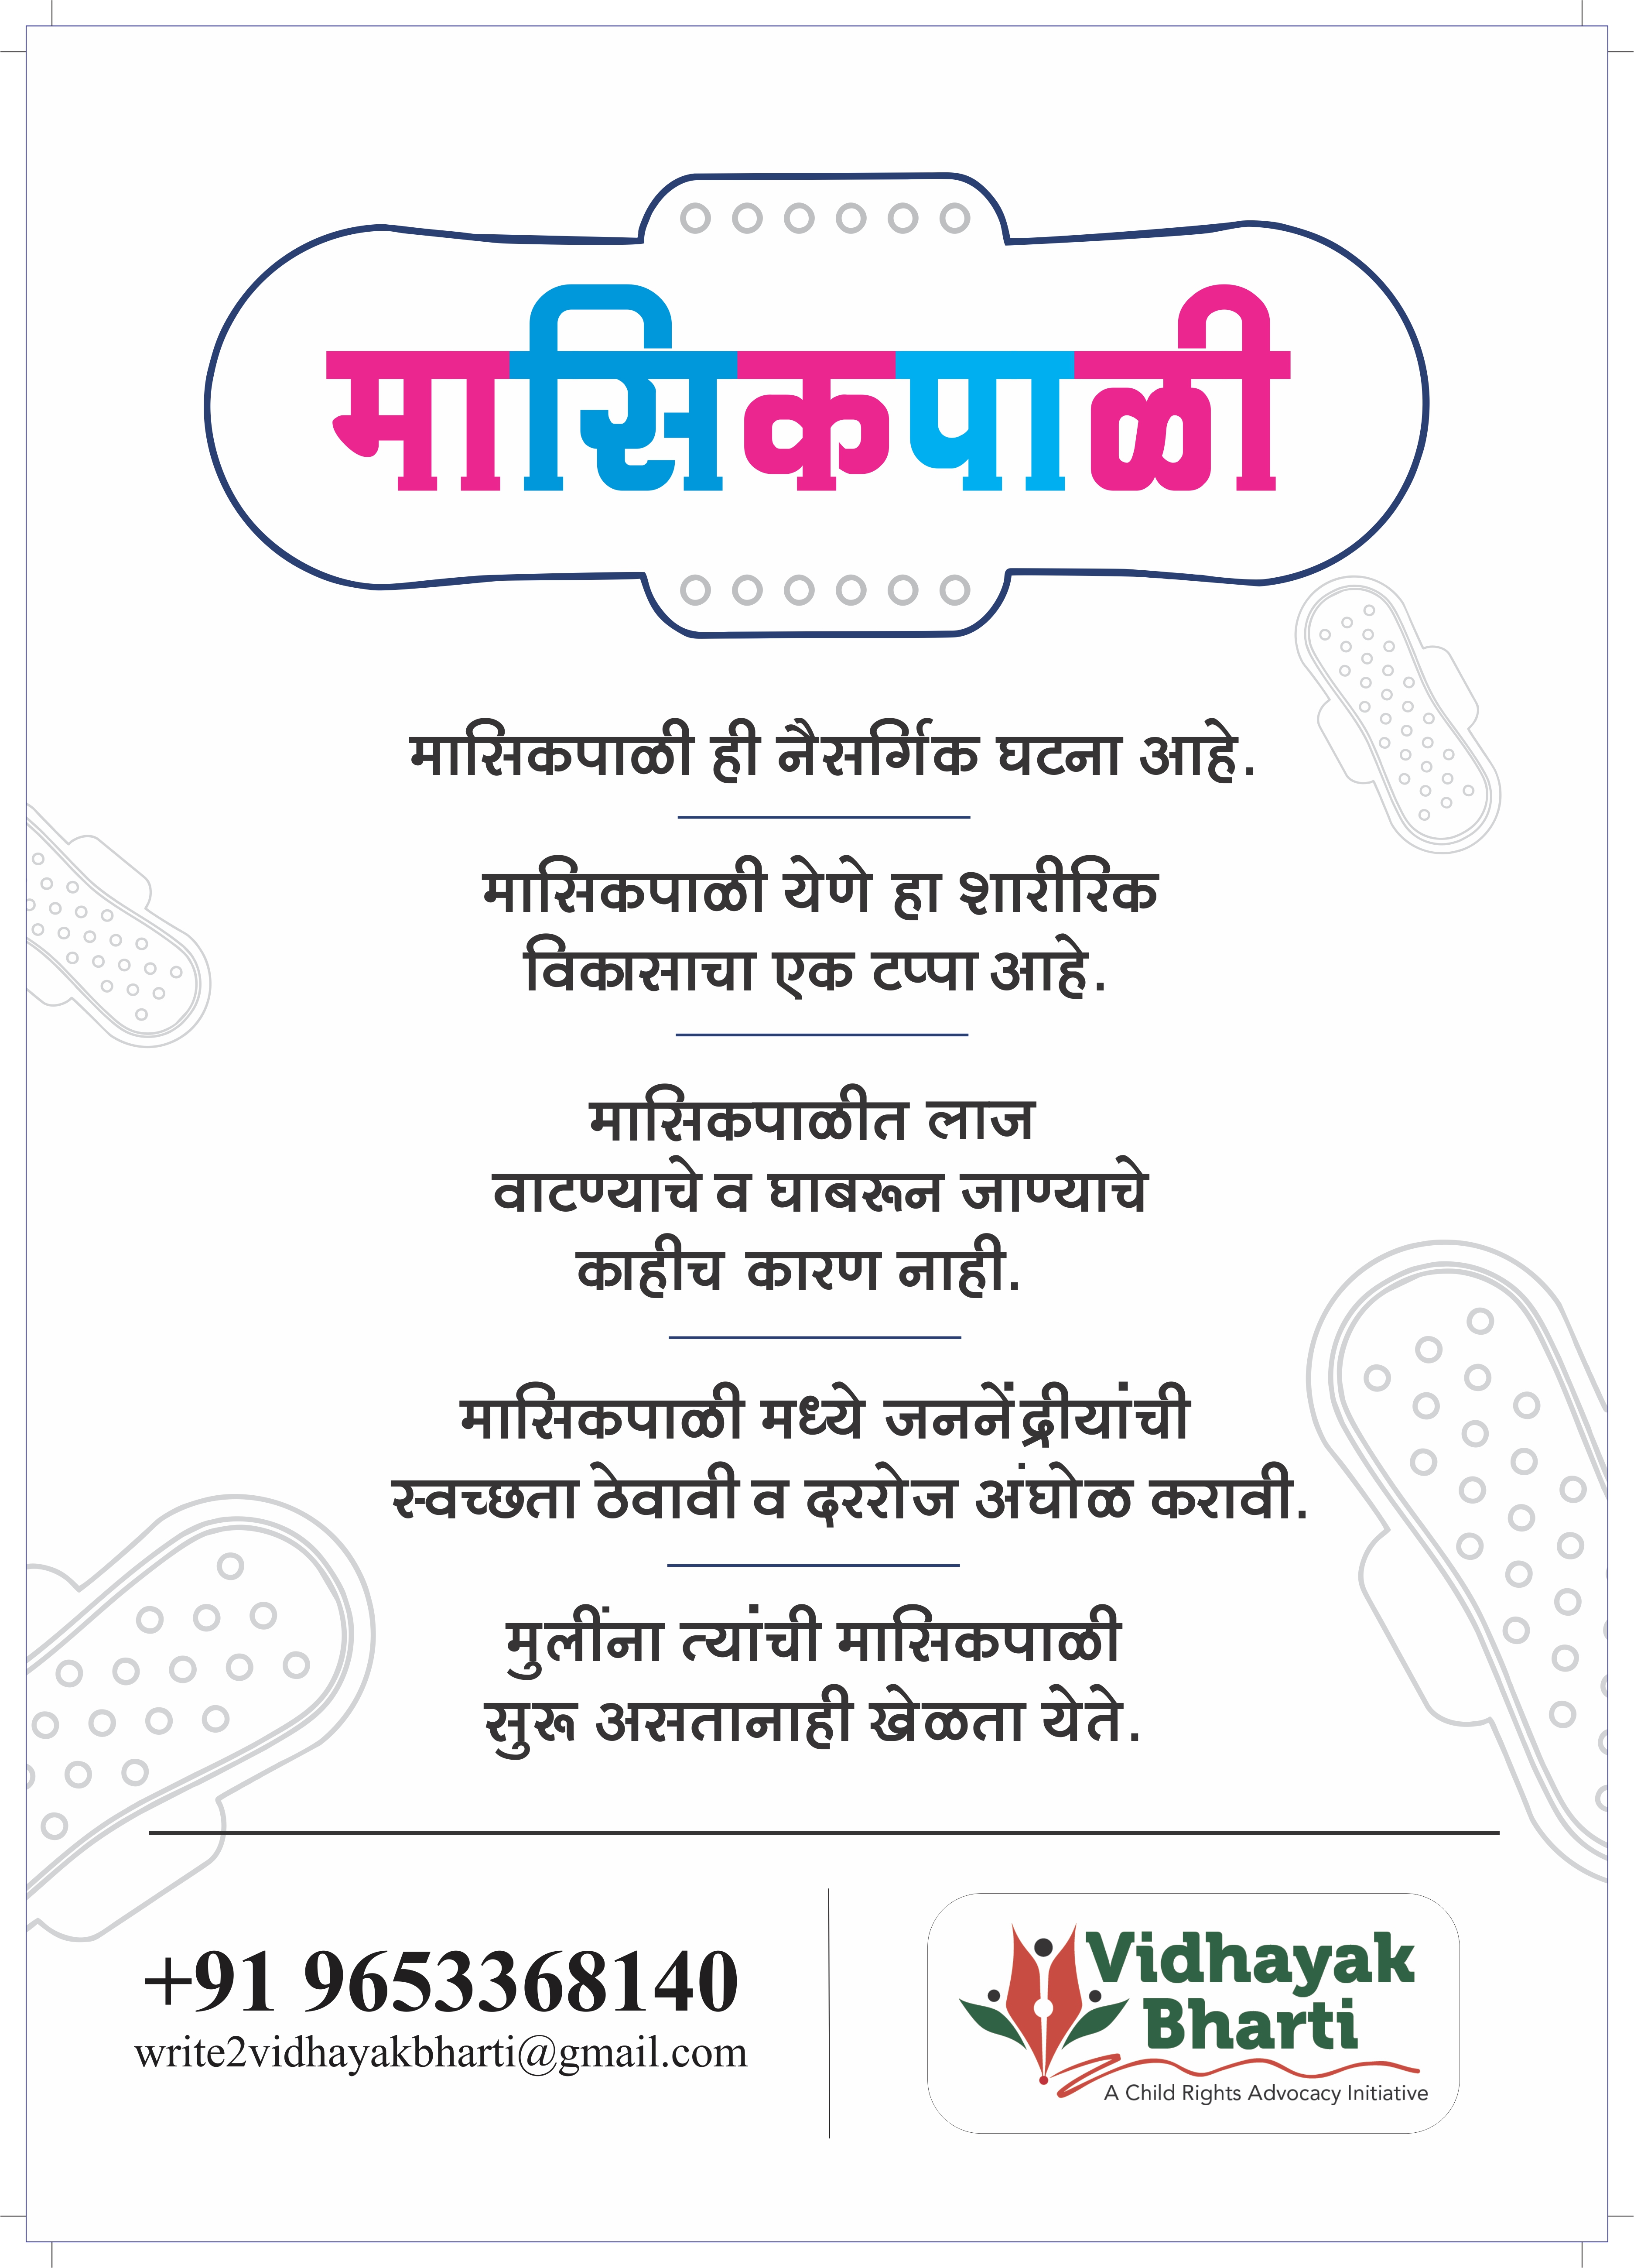 मासिकपाळी
मासिकपाळी ही नैसर्गिक घटना आहे.
मासिकपाळी येणे हा शारीरिक
विकासाचा एक टप्पा आहे.
मासिकपाळीत लाज
वाटण्याचे व घाबरून जाण्याचे
काहीच कारण नाही.
मासिकपाळी मध्ये जननेंद्रीयांची
स्वच्छता ठेवावी व दररोज अंघोळ करावी.
मुलींना त्यांची मासिकपाळी
सुरू असतानाही खेळता येते.
+91 9653368140
write2vidhayakbharti@gmail.com
Vidhayak
Bharti
A Child Rights Advocacy Initiative